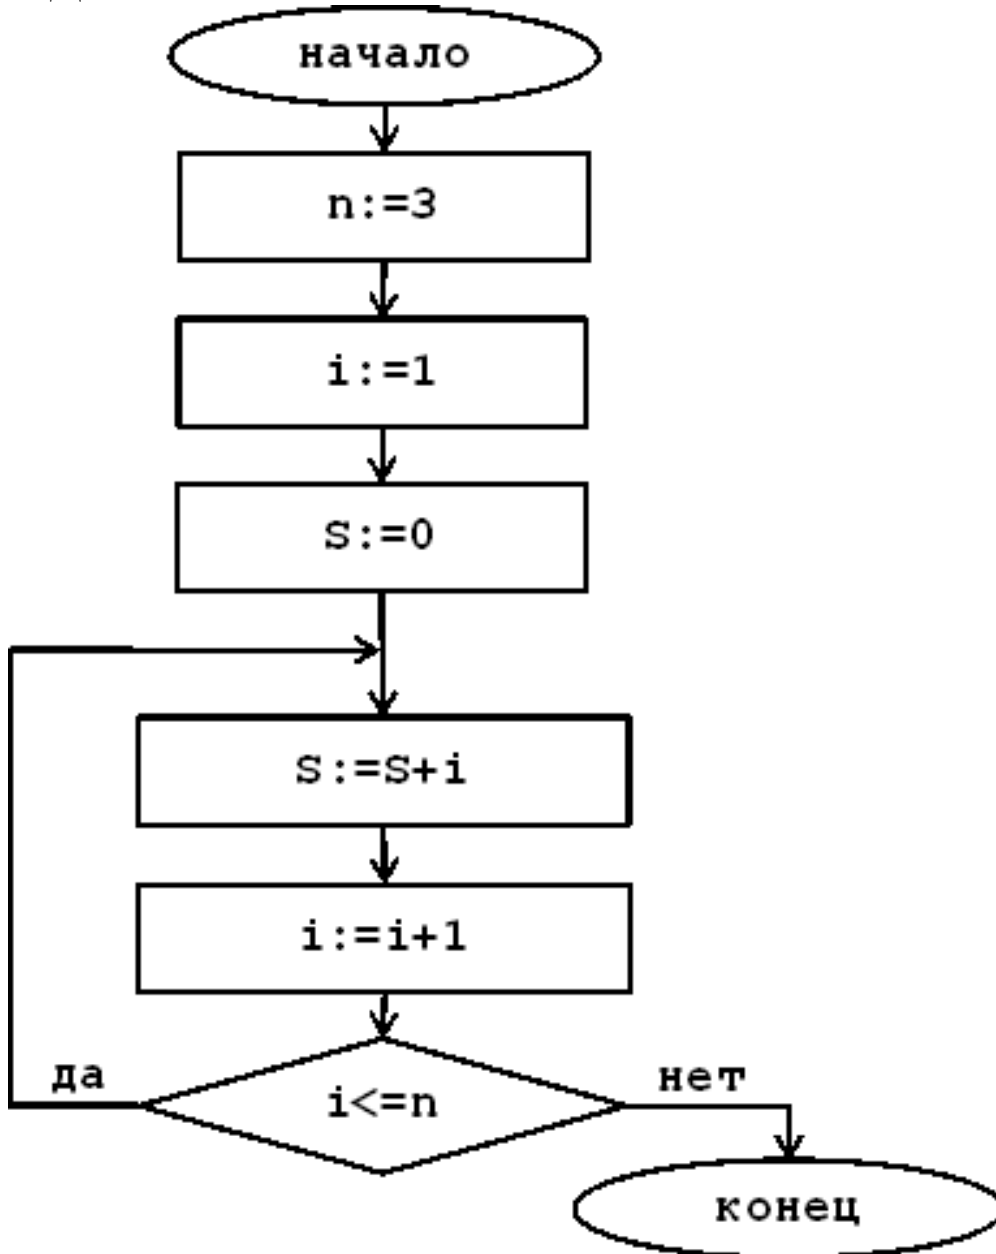 начало
n:=3
i:=1
S:=0
S:=S+i
i:=i+1
да
i<=n
нет
конец